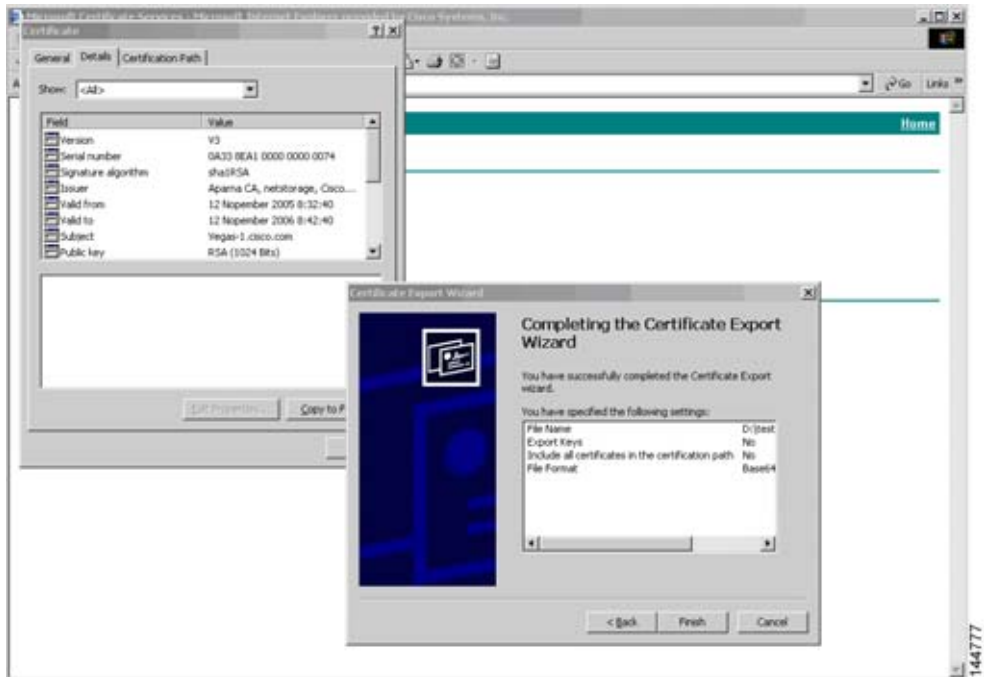 Microsoft Certificate Services - Microsoft Internet Explorer provided by Cisco Systems, Inc.
Certificate
General Details Certification Path
Go Links
Show: <All>
Field Value
Version V3
Serial number 0A33 8EA1 0000 0000 0074
Signature algorithm sha1RSA
Issuer Aparna CA, netstorage, Cisco....
Valid from 12 Nopember 2005 8:32:40
Valid to 12 Nopember 2006 8:42:40
Subject Vegas-1.cisco.com
Public key RSA (1024 Bits)
Home
Edit Properties... Copy to F
Certificate Export Wizard
Completing the Certificate Export
Wizard
You have successfully completed the Certificate Export
wizard.
You have specified the following settings:
File Name D:\test
Export Keys No
Include all certificates in the certification path No
File Format Base64
< Back Finish Cancel
144777